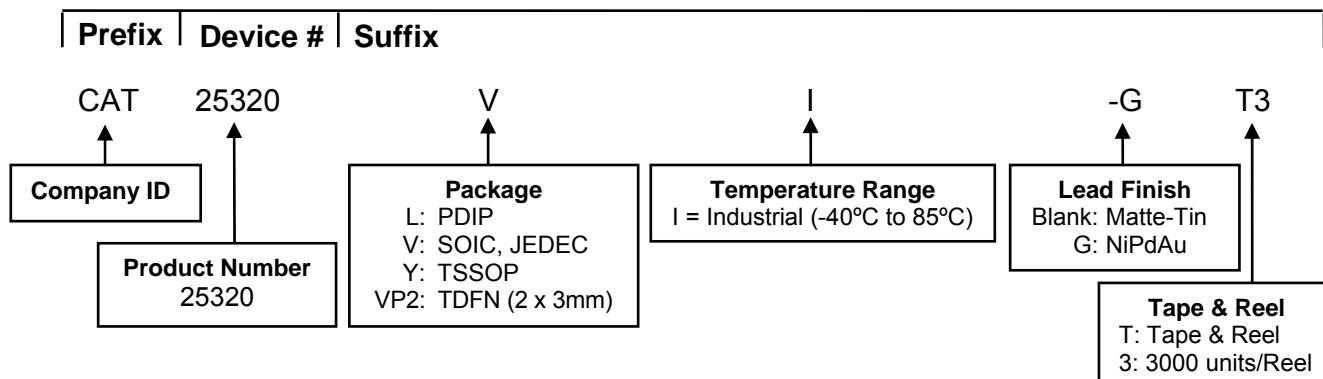 Prefix Device # Suffix
CAT 25320 V I -G T3
Company ID
Product Number
25320
Package
L: PDIP
V: SOIC, JEDEC
Y: TSSOP
VP2: TDFN (2 x 3mm)
Temperature Range
I = Industrial (-40ºC to 85ºC)
Lead Finish
Blank: Matte-Tin
G: NiPdAu
Tape & Reel
T: Tape & Reel
3: 3000 units/Reel